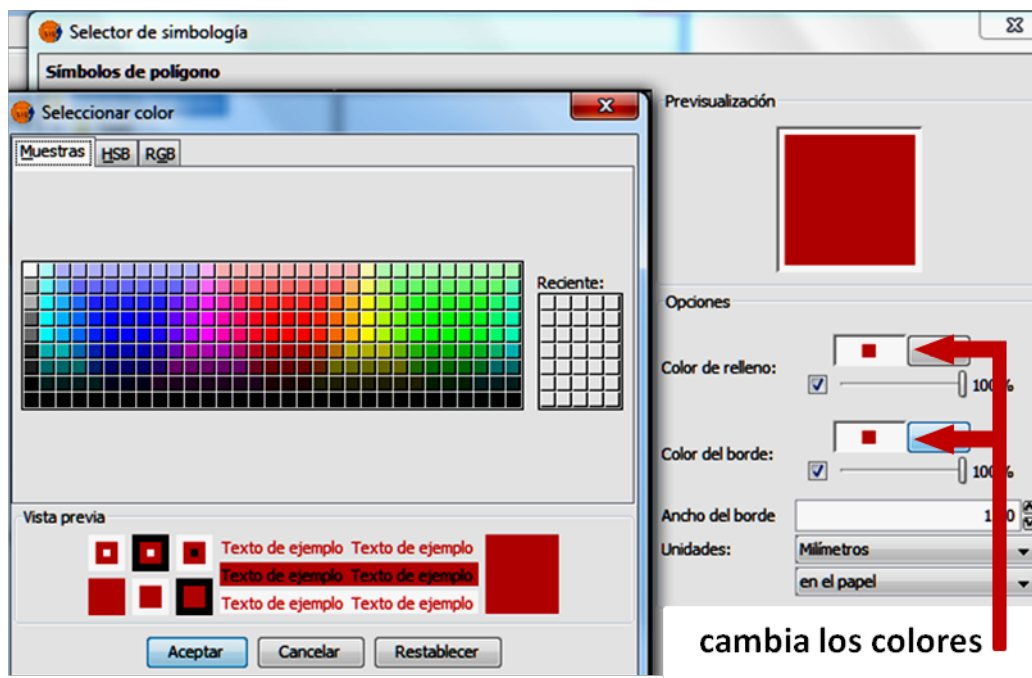 Selector de simbología
Símbolos de polígono
Seleccionar color
Muestras HSB RGB
Reciente:
Vista previa
Texto de ejemplo Texto de ejemplo
Texto de ejemplo Texto de ejemplo
Texto de ejemplo Texto de ejemplo
Aceptar Cancelar Restablecer
Previsualización
Opciones
Color de relleno:
Color del borde:
Ancho del borde
Unidades: Milímetros
en el papel
cambia los colores